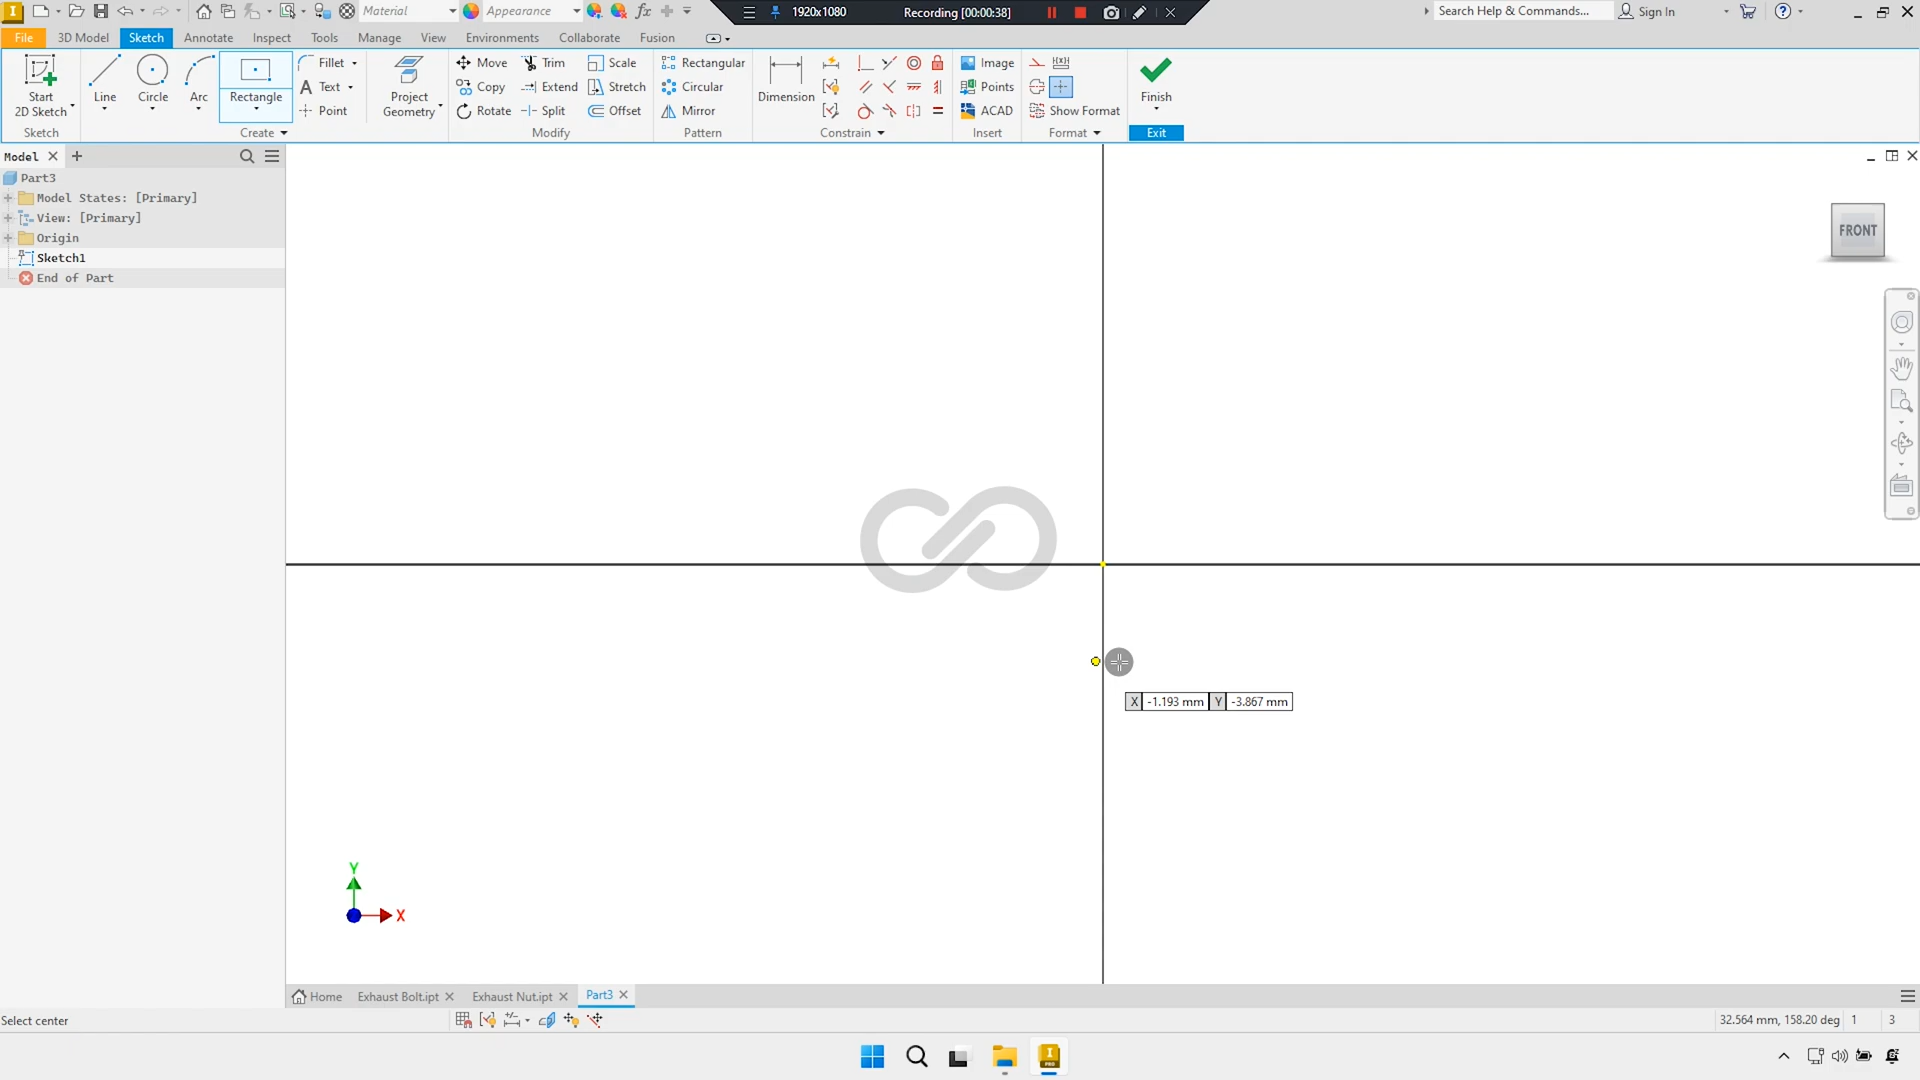 Material
Appearance
fx
1920x1080
Recording [00:00:38]
Search Help & Commands...
Sign In
File
3D Model
Sketch
Annotate
Inspect
Tools
Manage
View
Environments
Collaborate
Fusion
Start
2D Sketch
Line
Circle
Arc
Rectangle
Fillet
Text
Point
Project
Geometry
Move
Copy
Rotate
Trim
Extend
Split
Scale
Stretch
Offset
Rectangular
Circular
Mirror
Dimension
Image
Points
ACAD
Show Format
Finish
Sketch
Create
Modify
Pattern
Constrain
Insert
Format
Exit
Model
Part3
Model States: [Primary]
View: [Primary]
Origin
Sketch1
End of Part
FRONT
X -1.193 mm Y -3.867 mm
Y
X
Home
Exhaust Bolt.ipt
Exhaust Nut.ipt
Part3
Select center
32.564 mm, 158.20 deg 1 3